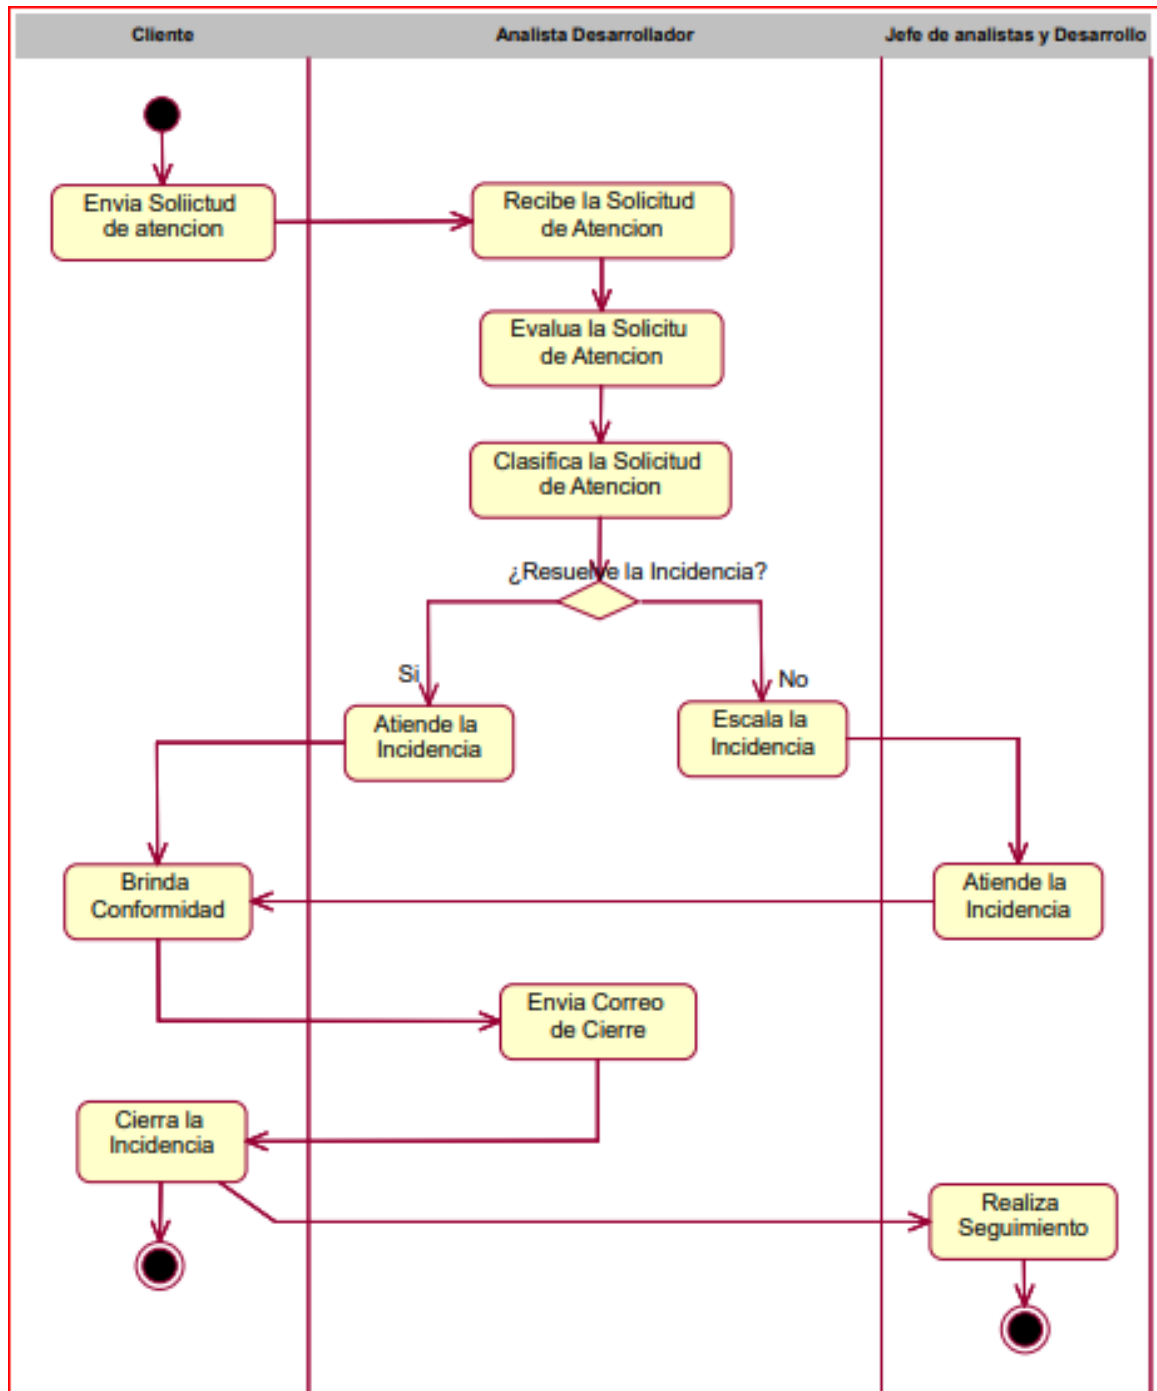 Cliente
Analista Desarrollador
Jefe de analistas y Desarrollo
Envia Soliictud
de atencion
Recibe la Solicitud
de Atencion
Evalua la Solicitu
de Atencion
Clasifica la Solicitud
de Atencion
¿Resuelve la Incidencia?
Si
No
Atiende la
Incidencia
Escala la
Incidencia
Brinda
Conformidad
Atiende la
Incidencia
Envia Correo
de Cierre
Cierra la
Incidencia
Realiza
Seguimiento